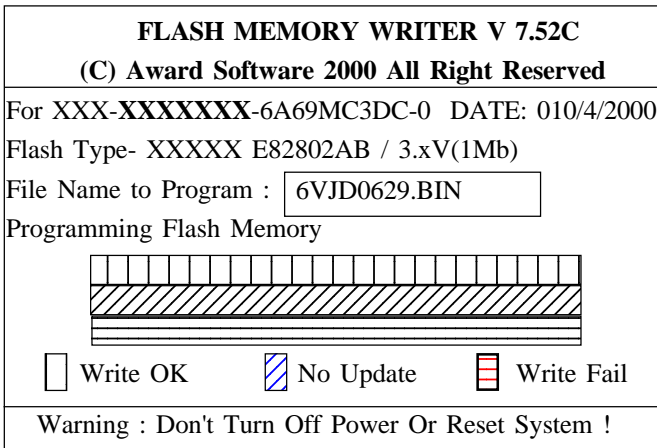 FLASH MEMORY WRITER V 7.52C
(C) Award Software 2000 All Right Reserved
For XXX-XXXXXXX-6A69MC3DC-0 DATE: 010/4/2000
Flash Type- XXXXX E82802AB / 3.xV(1Mb)
File Name to Program : 6VJD0629.BIN
Programming Flash Memory
Write OK No Update Write Fail
Warning : Don't Turn Off Power Or Reset System !